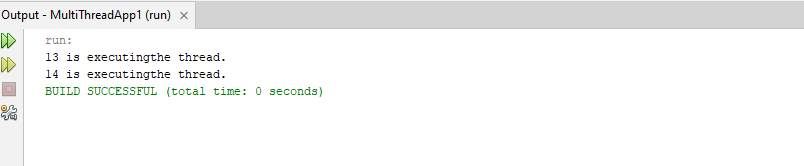 Output - MultiThreadApp1 (run)
run:
13 is executingthe thread.
14 is executingthe thread.
BUILD SUCCESSFUL (total time: 0 seconds)